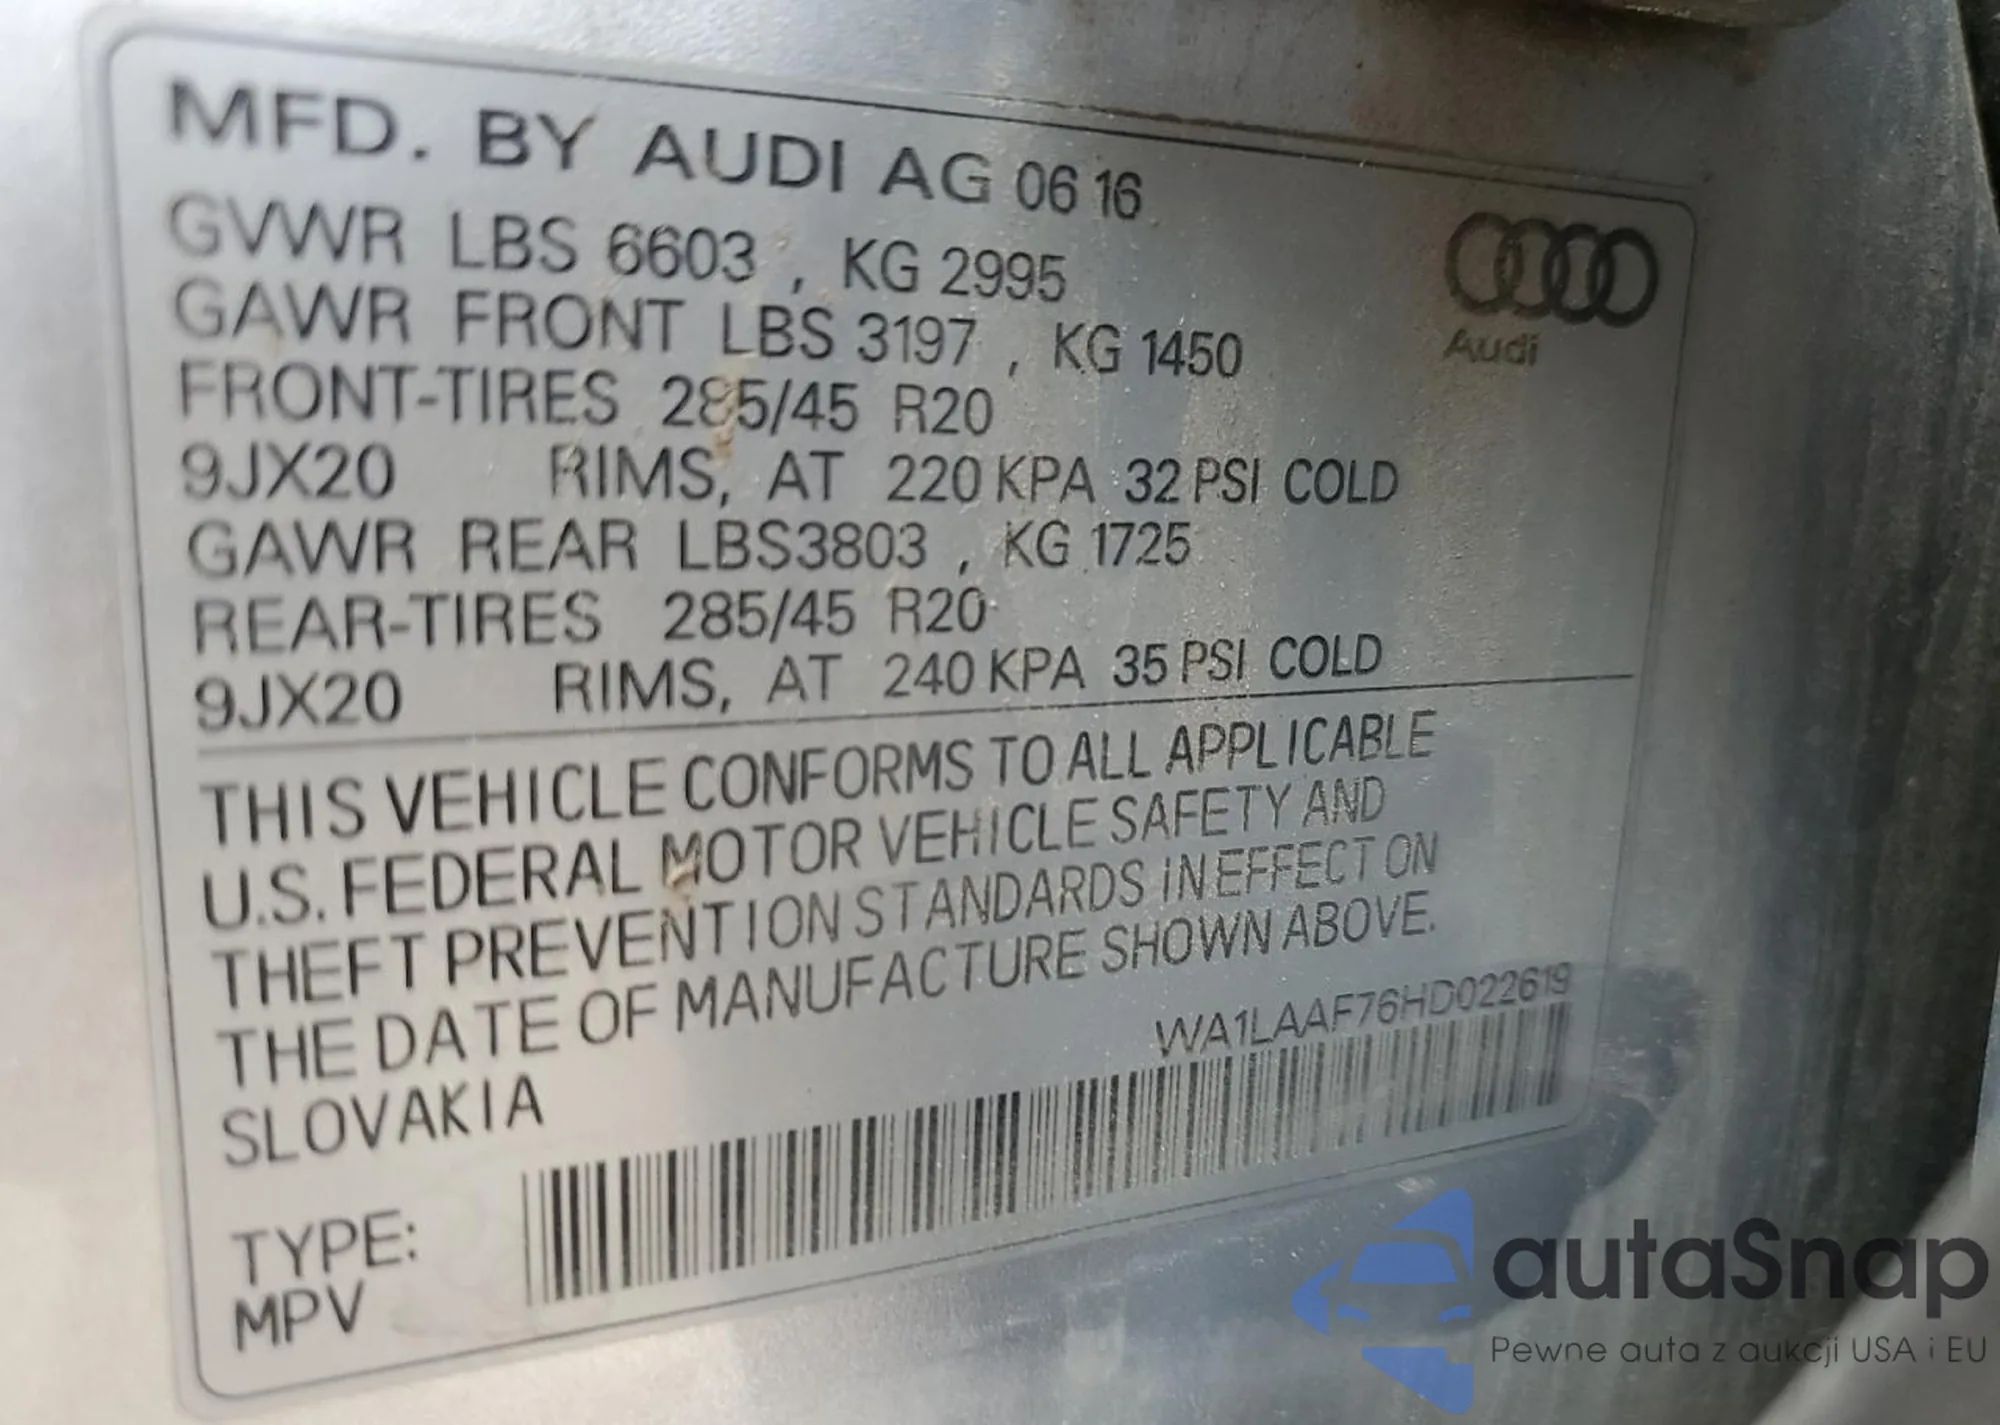 MFD. BY AUDI AG 06 16
GVWR LBS 6603 , KG 2995
GAWR FRONT LBS 3197 , KG 1450
FRONT-TIRES 285/45 R20
9JX20 RIMS, AT 220 KPA 32 PSI COLD
GAWR REAR LBS3803 , KG 1725
REAR-TIRES 285/45 R20
9JX20 RIMS, AT 240 KPA 35 PSI COLD
Audi
THIS VEHICLE CONFORMS TO ALL APPLICABLE
U.S. FEDERAL MOTOR VEHICLE SAFETY AND
THEFT PREVENTION STANDARDS IN EFFECT ON
THE DATE OF MANUFACTURE SHOWN ABOVE.
SLOVAKIA
WA1LAAF76HD022619
TYPE:
MPV
autaSnap
Pewne auta z aukcji USA i EU